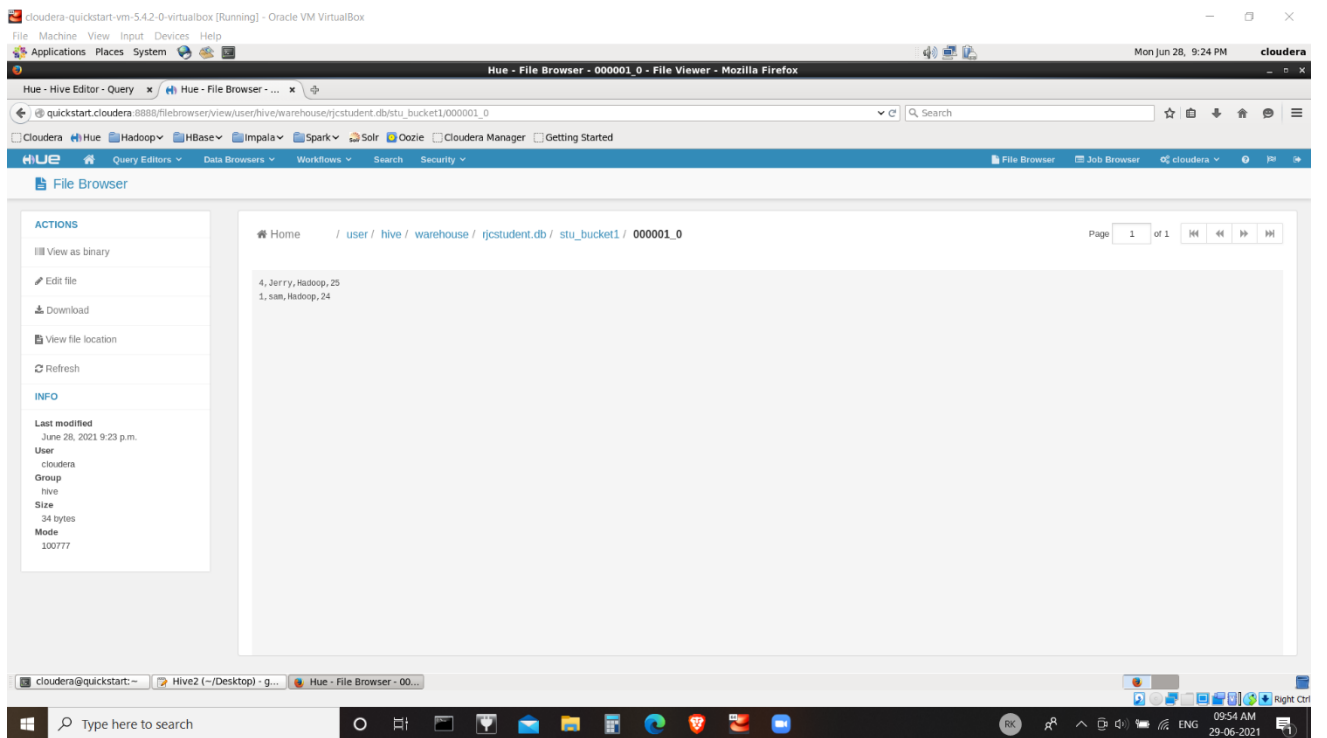 cloudera-quickstart-vm-5.4.2-0-virtualbox [Running] - Oracle VM VirtualBox
File Machine View Input Devices Help
Applications Places System Mon Jun 28, 9:24 PM cloudera
Hue - File Browser - 000001_0 - File Viewer - Mozilla Firefox
Hue - Hive Editor - Query Hue - File Browser - ...
quickstart.cloudera:8888/filebrowser/view/user/hive/warehouse/rjcstudent.db/stu_bucket1/000001_0 Search
Cloudera Hue Hadoop HBase Impala Spark Solr Oozie Cloudera Manager Getting Started
HUE Query Editors Data Browsers Workflows Search Security File Browser Job Browser cloudera
File Browser
ACTIONS
View as binary
Edit file
Download
View file location
Refresh
INFO
Last modified
June 28, 2021 9:23 p.m.
User
cloudera
Group
hive
Size
34 bytes
Mode
100777
Home / user / hive / warehouse / rjcstudent.db / stu_bucket1 / 000001_0 Page 1 of 1
4,Jerry,Hadoop,25
1,sam,Hadoop,24
cloudera@quickstart:~ Hive2 (~/Desktop) - g... Hue - File Browser - 00...
Right Ctrl
Type here to search RK ENG 09:54 AM
29-06-2021